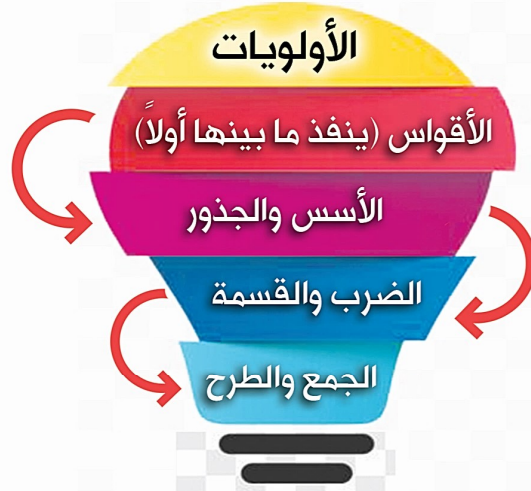 الأولويات
الأقواس (ينفذ ما بينها أولاً)
الأسس والجذور
الضرب والقسمة
الجمع والطرح